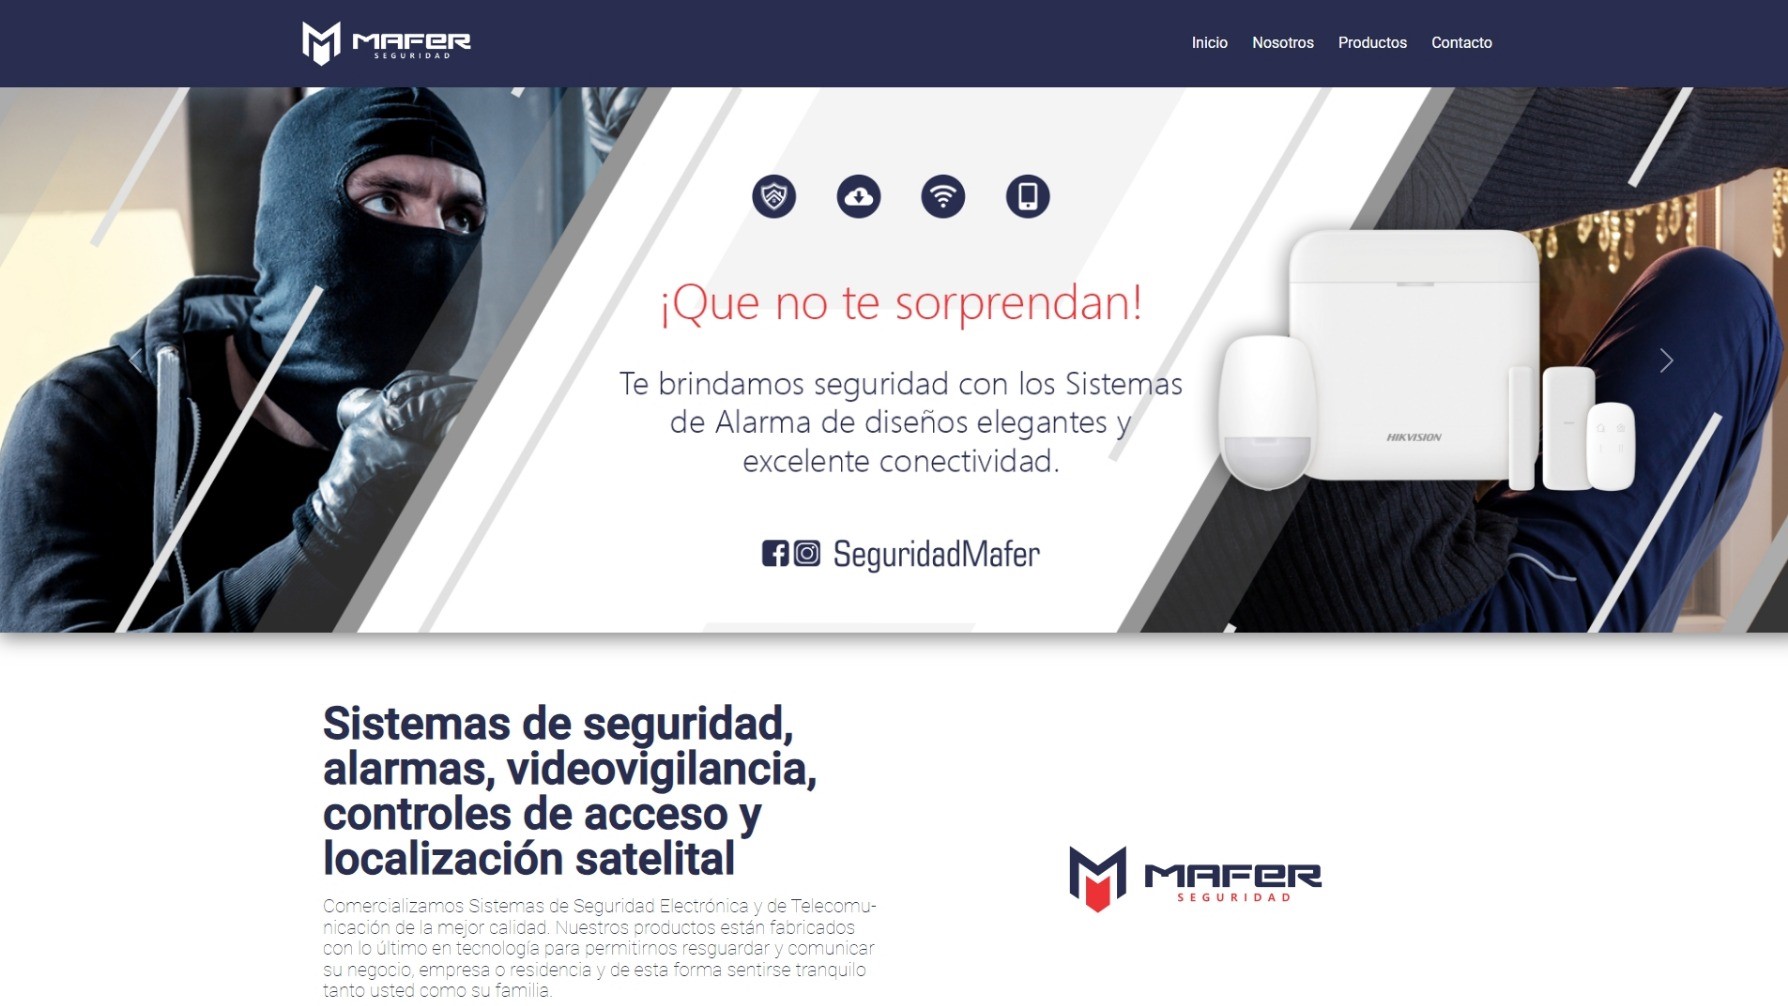 MAFER
SEGURIDAD
Inicio Nosotros Productos Contacto
¡Que no te sorprendan!
Te brindamos seguridad con los Sistemas
de Alarma de diseños elegantes y
excelente conectividad.
HIKVISION
SeguridadMafer
Sistemas de seguridad,
alarmas, videovigilancia,
controles de acceso y
localización satelital
Comercializamos Sistemas de Seguridad Electrónica y de Telecomu-
nicación de la mejor calidad. Nuestros productos están fabricados
con lo último en tecnología para permitirnos resguardar y comunicar
su negocio, empresa o residencia y de esta forma sentirse tranquilo
tanto usted como su familia.
MAFER
SEGURIDAD